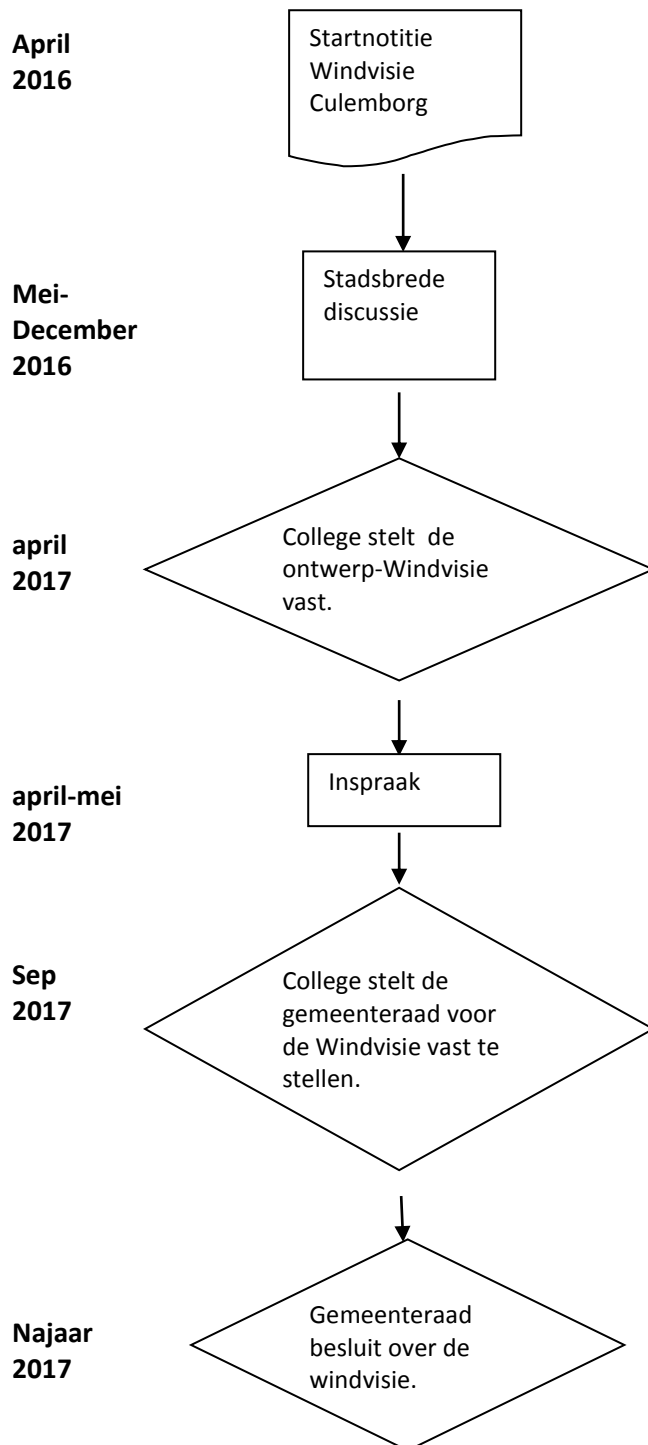 April
2016
Startnotitie
Windvisie
Culemborg
Mei-
December
2016
Stadsbrede
discussie
april
2017
College stelt  de
ontwerp-Windvisie
vast.
april-mei
2017
Inspraak
Sep
2017
College stelt de
gemeenteraad voor
de Windvisie vast te
stellen.
Najaar
2017
Gemeenteraad
besluit over de
windvisie.